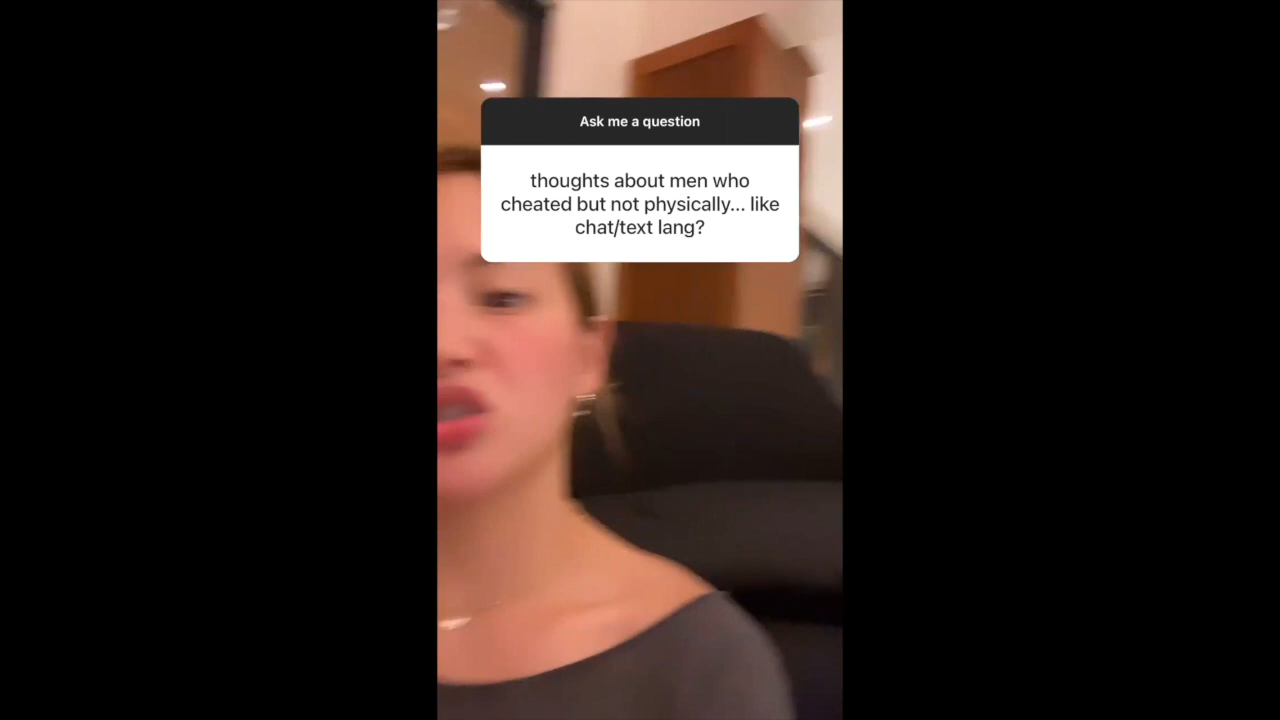 Ask me a question
thoughts about men who
cheated but not physically... like
chat/text lang?